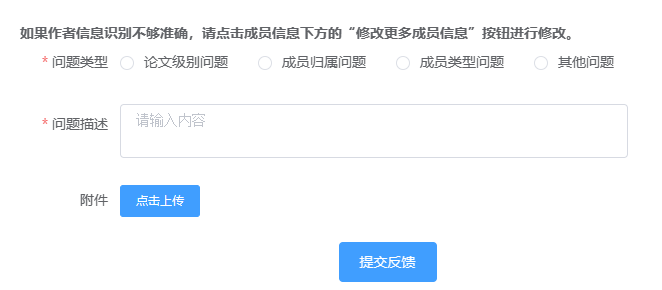 如果作者信息识别不够准确，请点击成员信息下方的“修改更多成员信息”按钮进行修改。
* 问题类型 论文级别问题 成员归属问题 成员类型问题 其他问题
* 问题描述 请输入内容
附件 点击上传
提交反馈